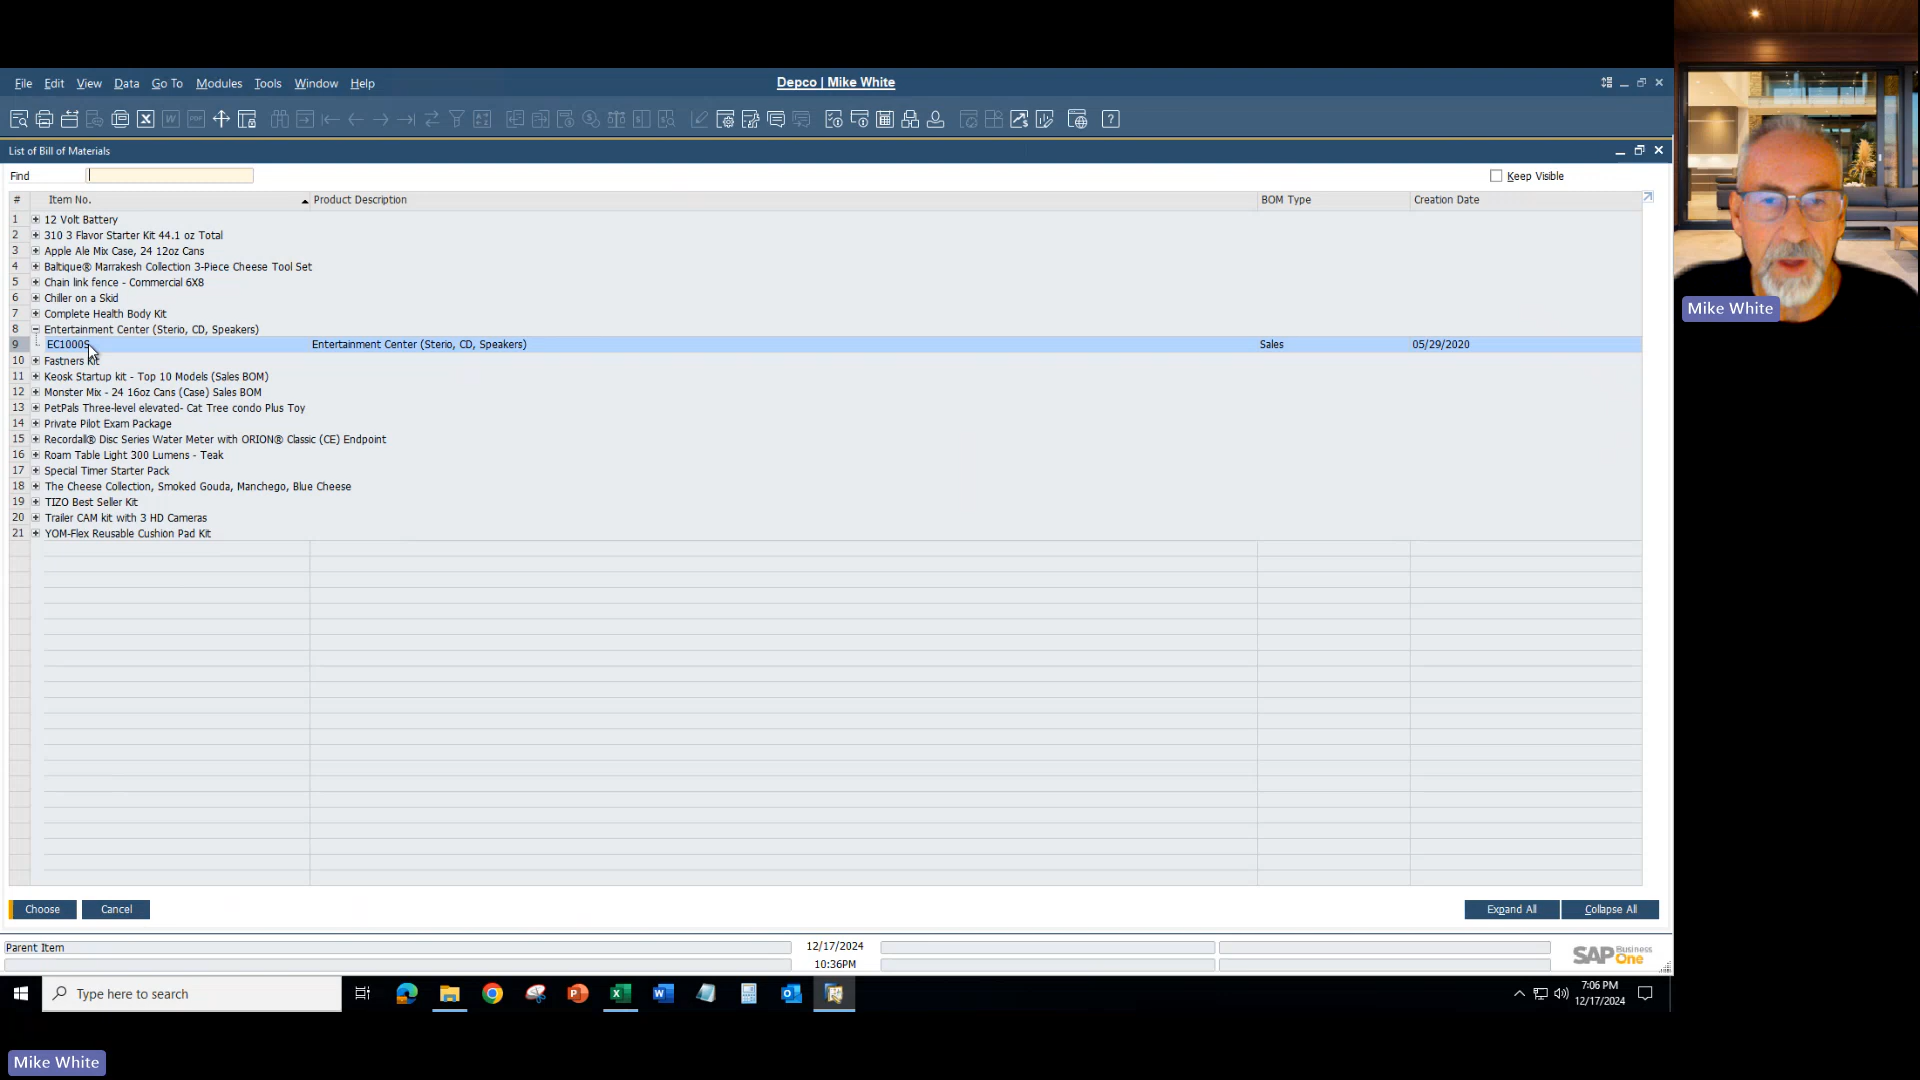 File Edit View Data Go To Modules Tools Window Help
Depco | Mike White
List of Bill of Materials
Find
Keep Visible
# Item No. Product Description BOM Type Creation Date
1 12 Volt Battery
2 310 3 Flavor Starter Kit 44.1 oz Total
3 Apple Ale Mix Case, 24 12oz Cans
4 Baltique® Marrakesh Collection 3-Piece Cheese Tool Set
5 Chain link fence - Commercial 6X8
6 Chiller on a Skid
7 Complete Health Body Kit
8 Entertainment Center (Sterio, CD, Speakers)
9 EC1000S Entertainment Center (Sterio, CD, Speakers) Sales 05/29/2020
10 Fastners Kit
11 Keosk Startup kit - Top 10 Models (Sales BOM)
12 Monster Mix - 24 16oz Cans (Case) Sales BOM
13 PetPals Three-level elevated- Cat Tree condo Plus Toy
14 Private Pilot Exam Package
15 Recordall® Disc Series Water Meter with ORION® Classic (CE) Endpoint
16 Roam Table Light 300 Lumens - Teak
17 Special Timer Starter Pack
18 The Cheese Collection, Smoked Gouda, Manchego, Blue Cheese
19 TIZO Best Seller Kit
20 Trailer CAM kit with 3 HD Cameras
21 YOM-Flex Reusable Cushion Pad Kit
Choose Cancel Expand All Collapse All
Parent Item 12/17/2024
10:36PM
SAP Business One
Type here to search
7:06 PM
12/17/2024
Mike White
Mike White